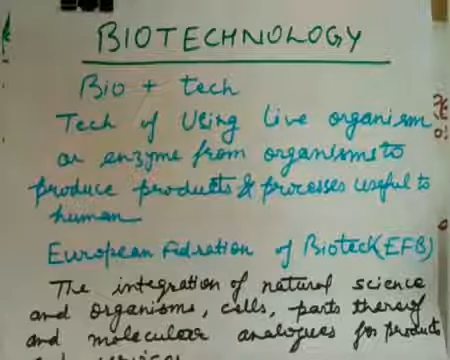 BIOTECHNOLOGY
Bio + tech
Tech of Using live organism
or enzyme from organisms to
produce products & processes useful to
human
European Fedration of Biotech(EFB)
The integration of natural science
and organisms, cells, parts thereof
and molecular analogues for products